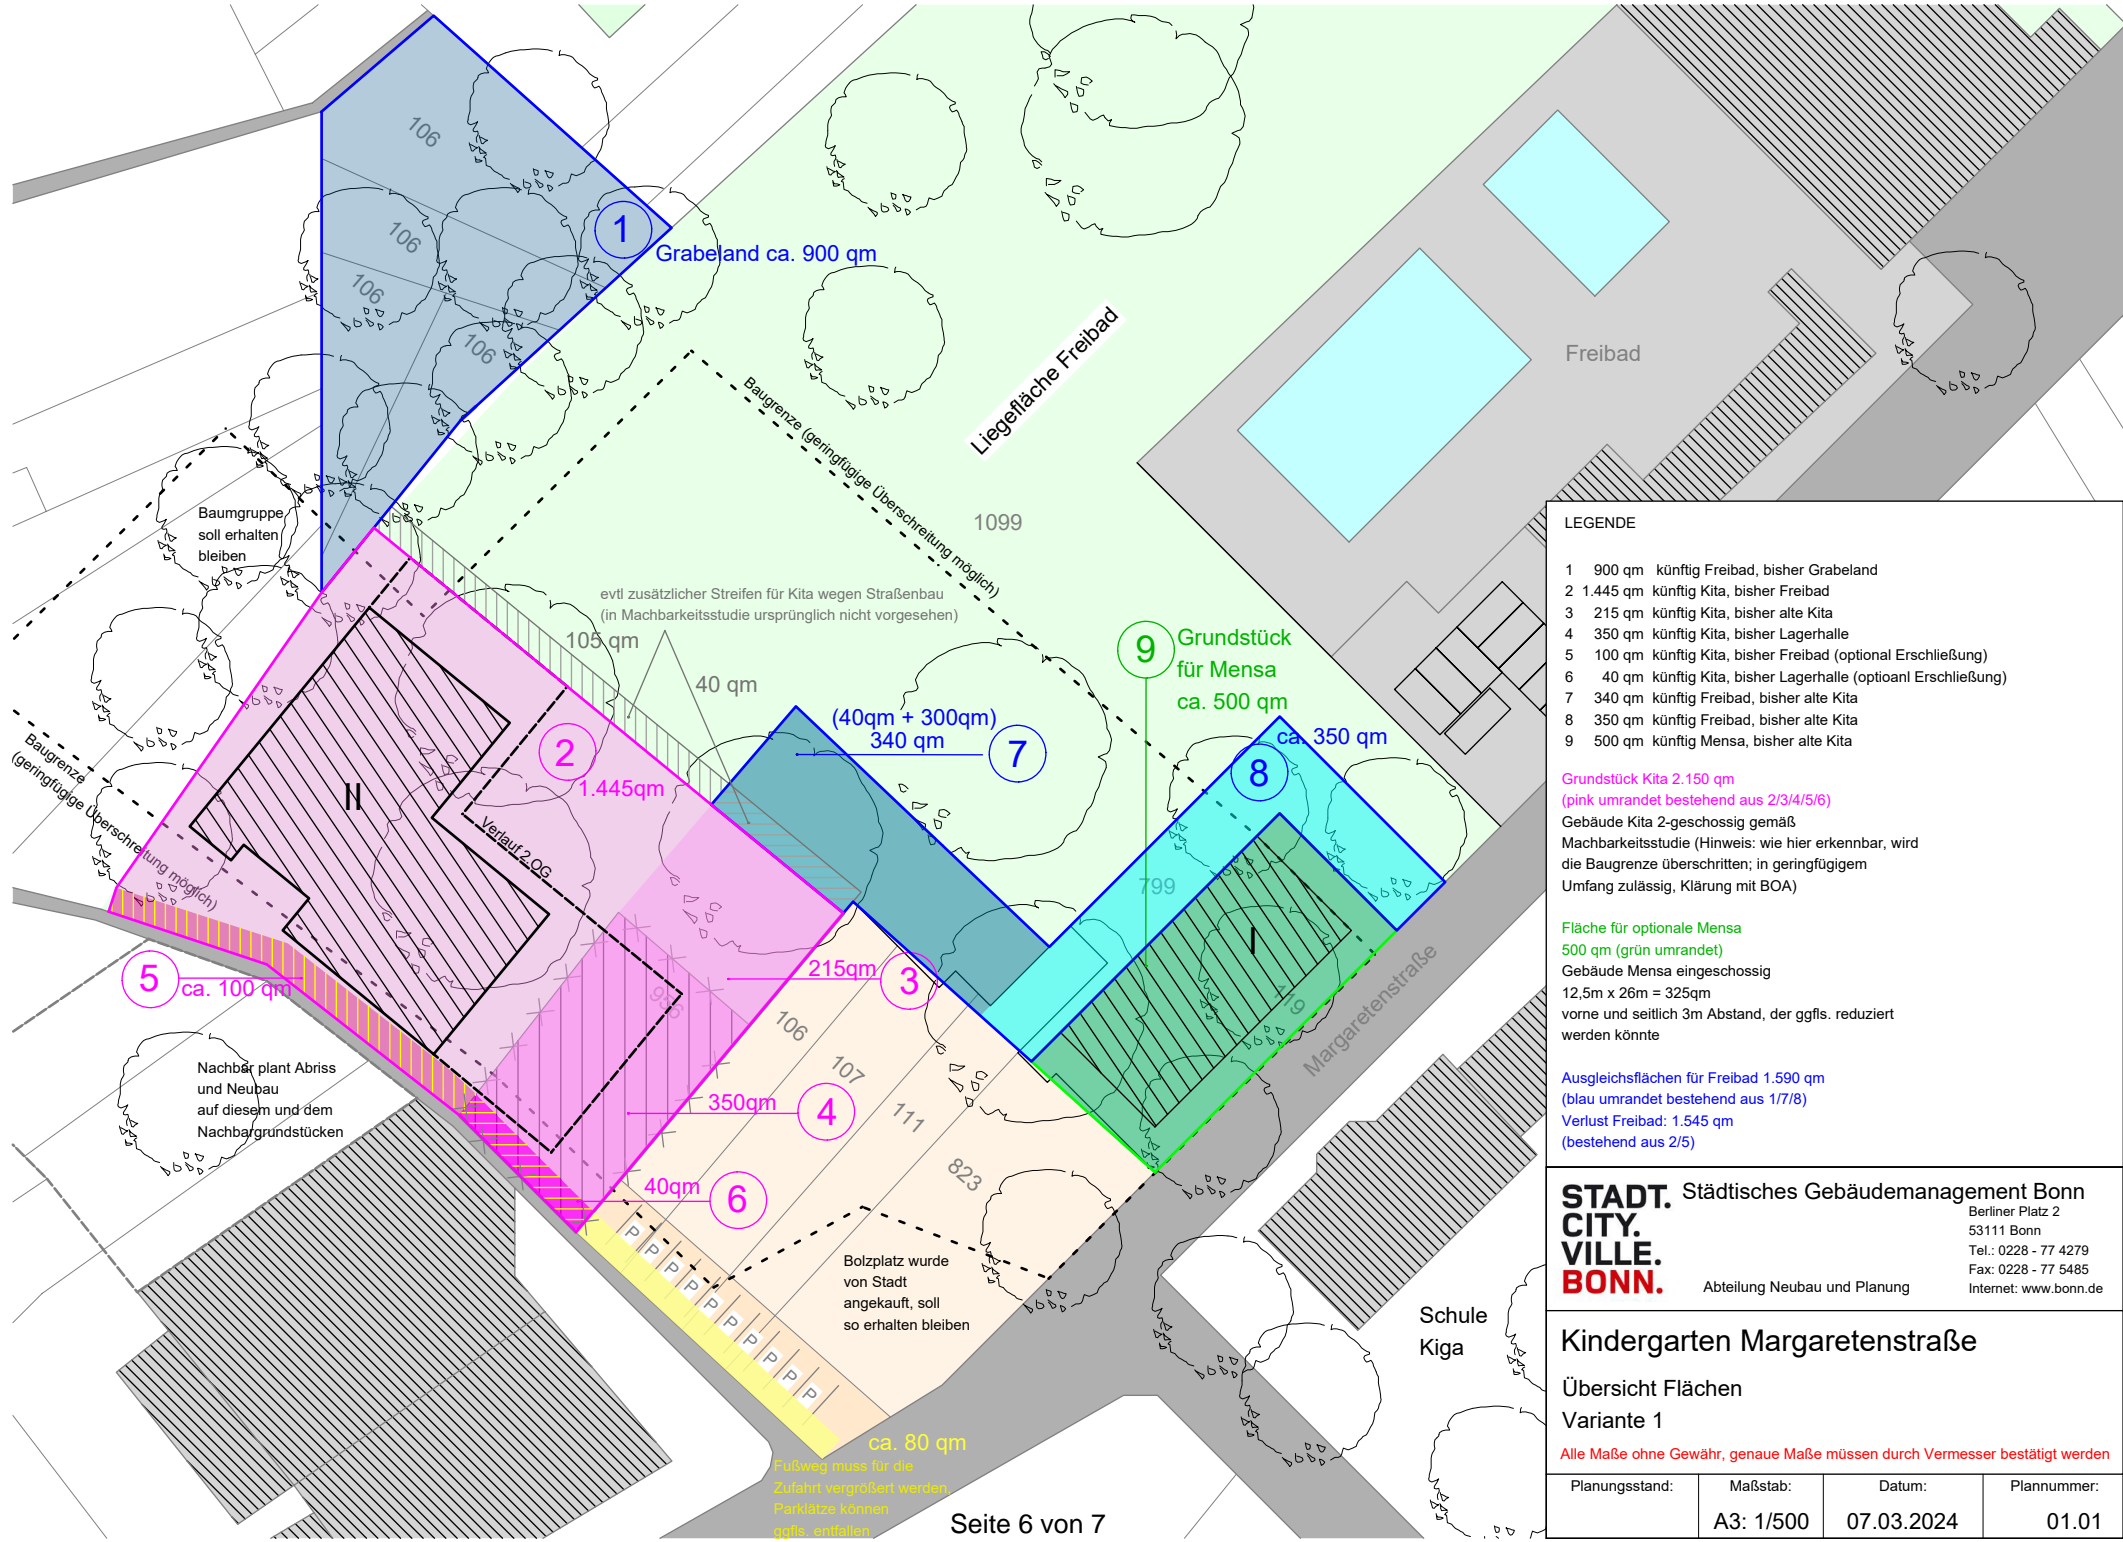 106
106
106
106
1
Grabeland ca. 900 qm
Liegefläche Freibad
Freibad
Baugrenze (geringfügige Überschreitung möglich)
1099
Baumgruppe
soll erhalten
bleiben
evtl zusätzlicher Streifen für Kita wegen Straßenbau
(in Machbarkeitsstudie ursprünglich nicht vorgesehen)
105 qm
40 qm
9
Grundstück
für Mensa
ca. 500 qm
(40qm + 300qm)
340 qm
7
ca. 350 qm
8
2
1.445qm
II
Verlauf 2.OG
Baugrenze
(geringfügige Überschreitung möglich)
799
I
119
Margaretenstraße
5
ca. 100 qm
215qm
3
956
106
107
111
823
350qm
4
40qm
6
Nachbar plant Abriss
und Neubau
auf diesem und dem
Nachbargrundstücken
P P P P P P P P P P
Bolzplatz wurde
von Stadt
angekauft, soll
so erhalten bleiben
Schule
Kiga
ca. 80 qm
Fußweg muss für die
Zufahrt vergrößert werden.
Parklätze können
ggfls. entfallen
Seite 6 von 7
LEGENDE
1 900 qm künftig Freibad, bisher Grabeland
2 1.445 qm künftig Kita, bisher Freibad
3 215 qm künftig Kita, bisher alte Kita
4 350 qm künftig Kita, bisher Lagerhalle
5 100 qm künftig Kita, bisher Freibad (optional Erschließung)
6 40 qm künftig Kita, bisher Lagerhalle (optioanl Erschließung)
7 340 qm künftig Freibad, bisher alte Kita
8 350 qm künftig Freibad, bisher alte Kita
9 500 qm künftig Mensa, bisher alte Kita
Grundstück Kita 2.150 qm
(pink umrandet bestehend aus 2/3/4/5/6)
Gebäude Kita 2-geschossig gemäß
Machbarkeitsstudie (Hinweis: wie hier erkennbar, wird
die Baugrenze überschritten; in geringfügigem
Umfang zulässig, Klärung mit BOA)
Fläche für optionale Mensa
500 qm (grün umrandet)
Gebäude Mensa eingeschossig
12,5m x 26m = 325qm
vorne und seitlich 3m Abstand, der ggfls. reduziert
werden könnte
Ausgleichsflächen für Freibad 1.590 qm
(blau umrandet bestehend aus 1/7/8)
Verlust Freibad: 1.545 qm
(bestehend aus 2/5)
STADT.
CITY.
VILLE.
BONN.
Städtisches Gebäudemanagement Bonn
Berliner Platz 2
53111 Bonn
Tel.: 0228 - 77 4279
Fax: 0228 - 77 5485
Internet: www.bonn.de
Abteilung Neubau und Planung
Kindergarten Margaretenstraße
Übersicht Flächen
Variante 1
Alle Maße ohne Gewähr, genaue Maße müssen durch Vermesser bestätigt werden
Planungsstand:
Maßstab:
A3: 1/500
Datum:
07.03.2024
Plannummer:
01.01